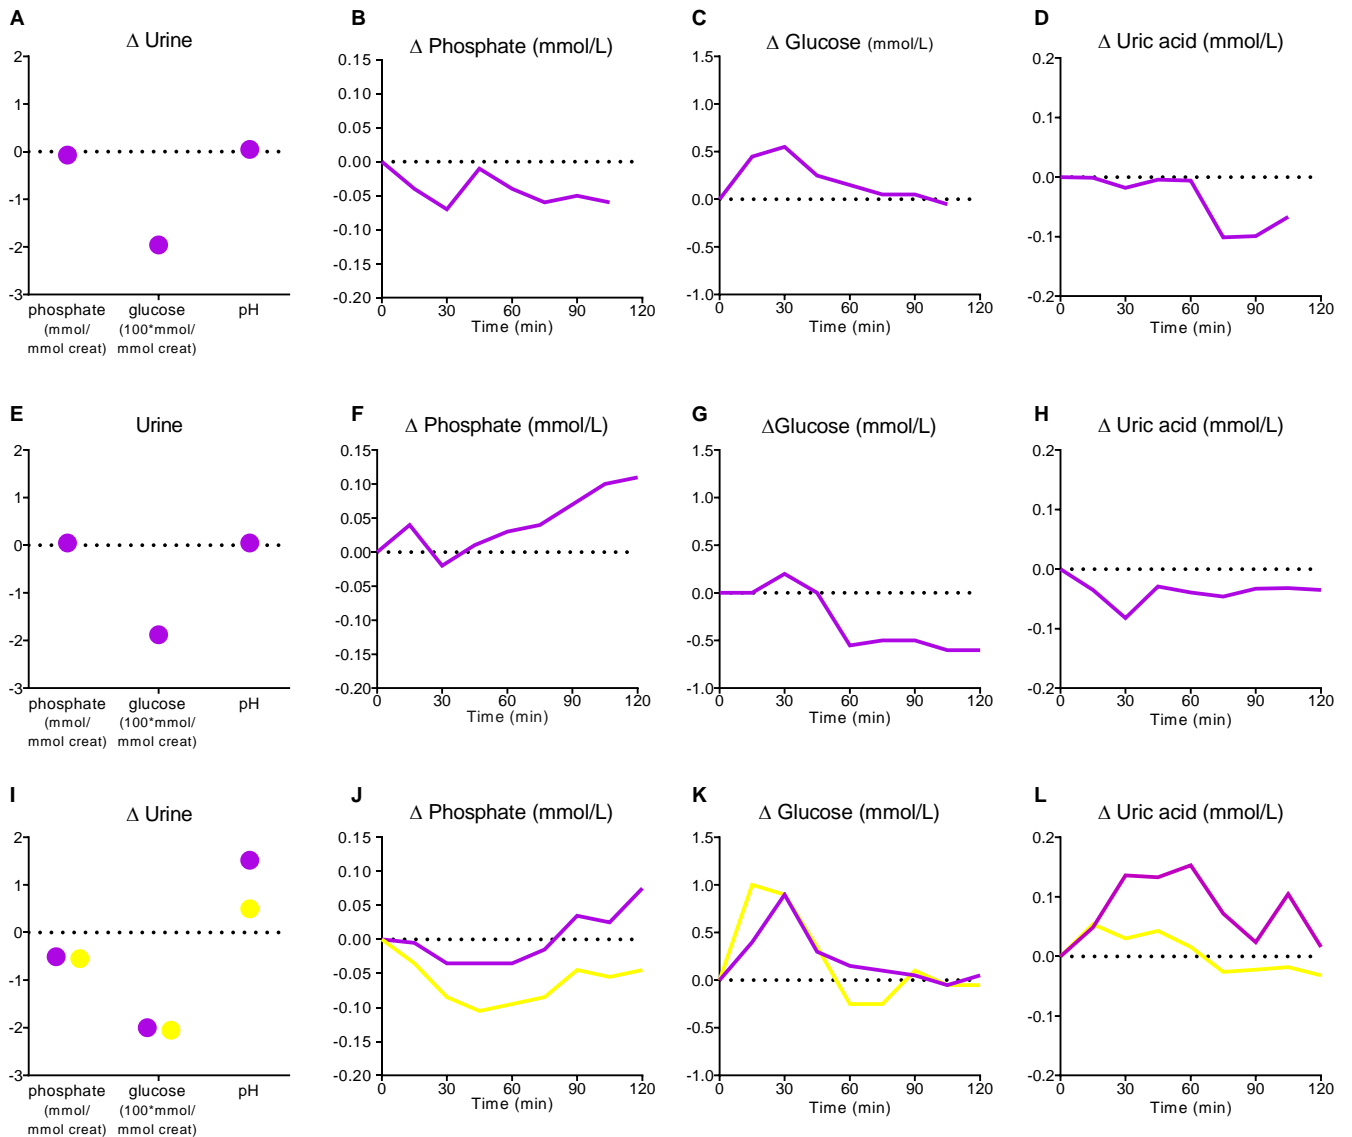 A
B
C
D
Δ Urine
Δ Phosphate (mmol/L)
Δ Glucose (mmol/L)
Δ Uric acid (mmol/L)
2
1
0
-1
-2
-3
phosphate
(mmol/
mmol creat)
glucose
(100*mmol/
mmol creat)
pH
0.15
0.10
0.05
0.00
-0.05
-0.10
-0.15
-0.20
0 30 60 90 120
Time (min)
1.5
1.0
0.5
0.0
-0.5
-1.0
0 30 60 90 120
Time (min)
0.2
0.1
0.0
-0.1
-0.2
0 30 60 90 120
Time (min)
E
F
G
H
Urine
Δ Phosphate (mmol/L)
ΔGlucose (mmol/L)
Δ Uric acid (mmol/L)
2
1
0
-1
-2
-3
phosphate
(mmol/
mmol creat)
glucose
(100*mmol/
mmol creat)
pH
0.15
0.10
0.05
0.00
-0.05
-0.10
-0.15
-0.20
0 30 60 90 120
Time (min)
1.5
1.0
0.5
0.0
-0.5
-1.0
0 30 60 90 120
Time (min)
0.2
0.1
0.0
-0.1
-0.2
0 30 60 90 120
Time (min)
I
J
K
L
Δ Urine
Δ Phosphate (mmol/L)
Δ Glucose (mmol/L)
Δ Uric acid (mmol/L)
2
1
0
-1
-2
-3
phosphate
(mmol/
mmol creat)
glucose
(100*mmol/
mmol creat)
pH
0.15
0.10
0.05
0.00
-0.05
-0.10
-0.15
-0.20
0 30 60 90 120
Time (min)
1.5
1.0
0.5
0.0
-0.5
-1.0
0 30 60 90 120
Time (min)
0.2
0.1
0.0
-0.1
-0.2
0 30 60 90 120
Time (min)